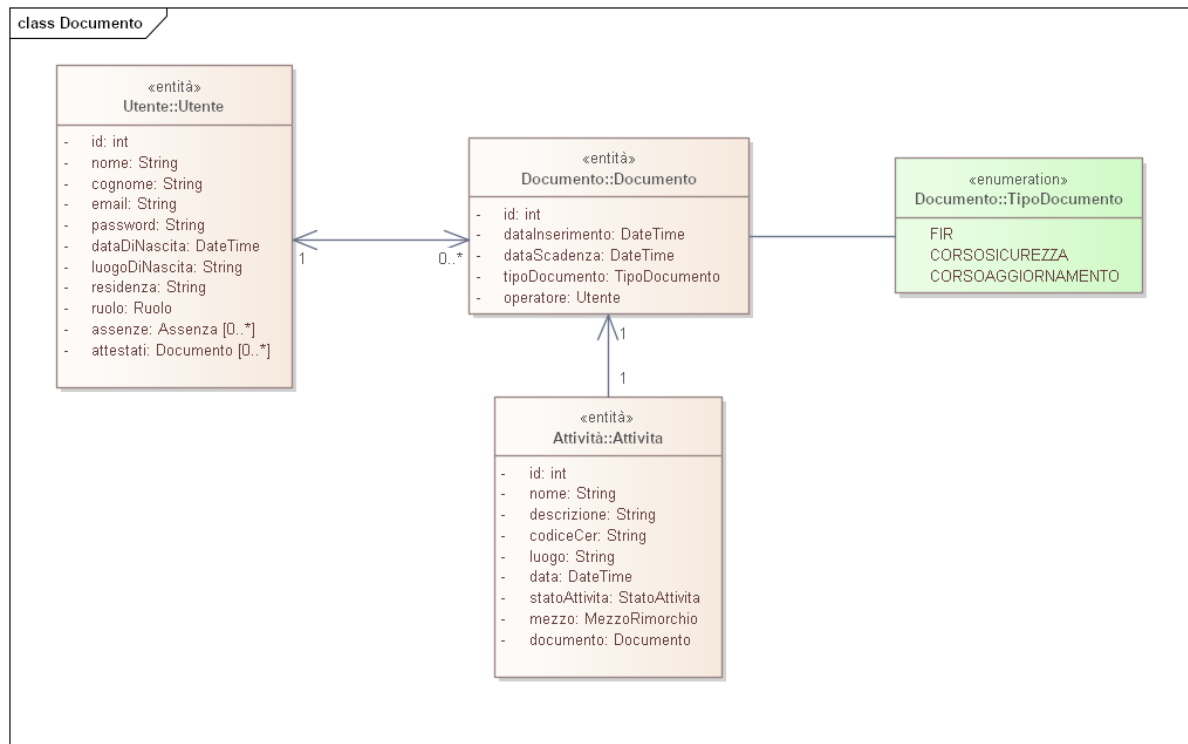 class Documento
«entità»
Utente::Utente
- id: int
- nome: String
- cognome: String
- email: String
- password: String
- dataDiNascita: DateTime
- luogoDiNascita: String
- residenza: String
- ruolo: Ruolo
- assenze: Assenza [0..*]
- attestati: Documento [0..*]
1
0..*
«entità»
Documento::Documento
- id: int
- dataInserimento: DateTime
- dataScadenza: DateTime
- tipoDocumento: TipoDocumento
- operatore: Utente
«enumeration»
Documento::TipoDocumento
FIR
CORSOSICUREZZA
CORSOAGGIORNAMENTO
1
1
«entità»
Attività::Attivita
- id: int
- nome: String
- descrizione: String
- codiceCer: String
- luogo: String
- data: DateTime
- statoAttivita: StatoAttivita
- mezzo: MezzoRimorchio
- documento: Documento